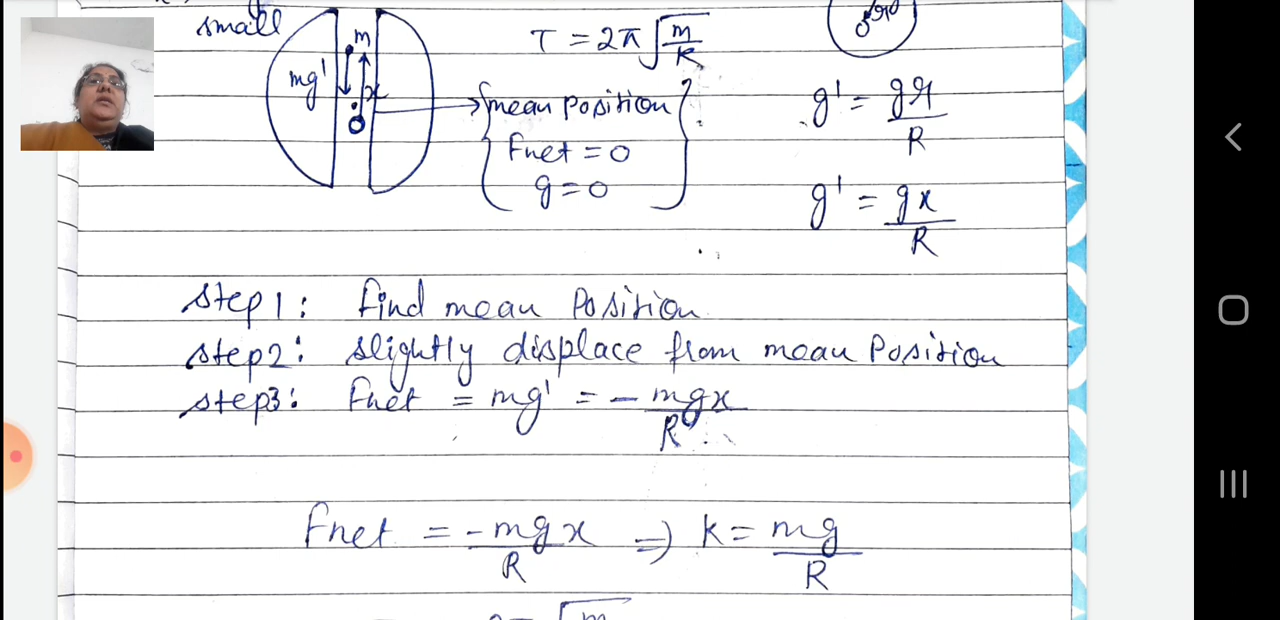 small
m
T = 2π√(m/k)
mg'
x
{mean position}
Fnet = 0
g = 0
g' = gr/R
g' = gx/R
Step 1: find mean Position
Step 2: slightly displace from mean Position
Step 3: Fnet = mg' = - mgx/R
Fnet = - mgx/R ⇒ k = mg/R
m